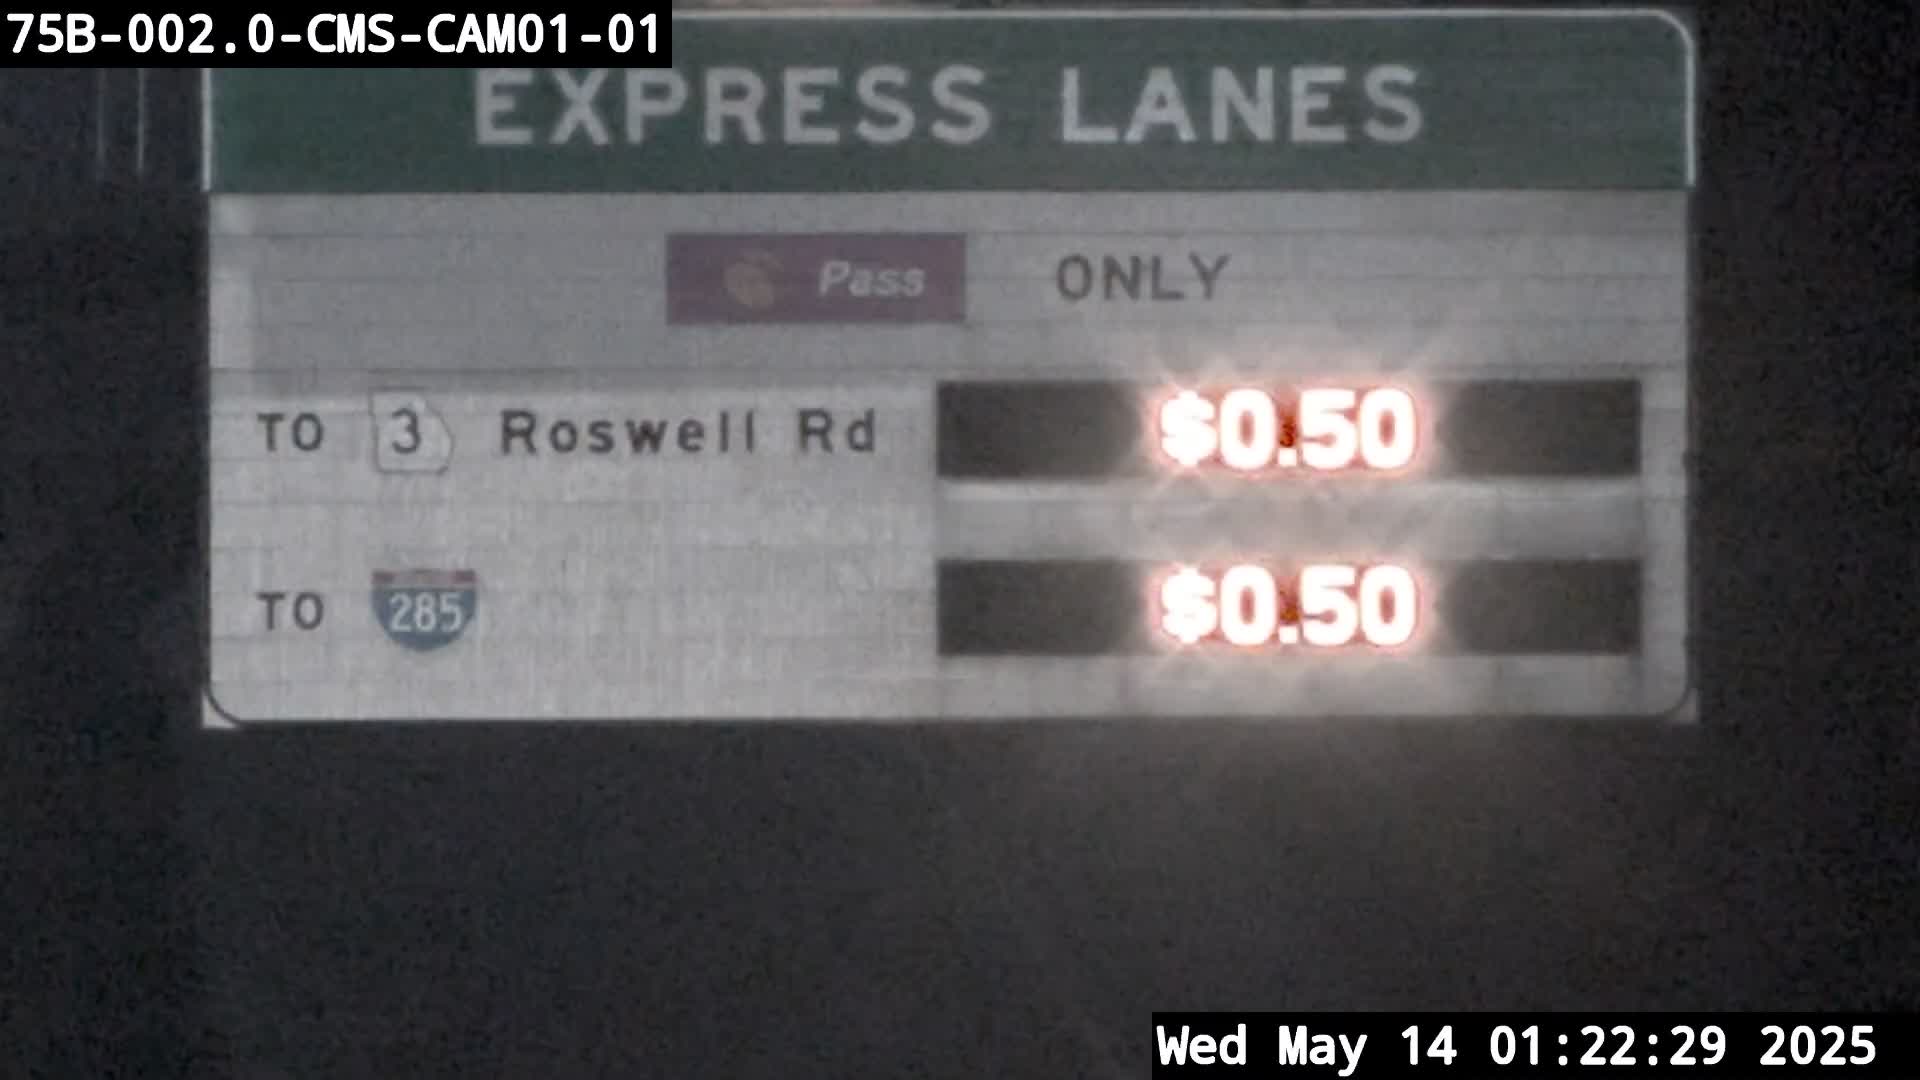 75B-002.0-CMS-CAM01-01
EXPRESS LANES
Pass ONLY
TO 3 Roswell Rd $0.50
TO 285 $0.50
Wed May 14 01:22:29 2025